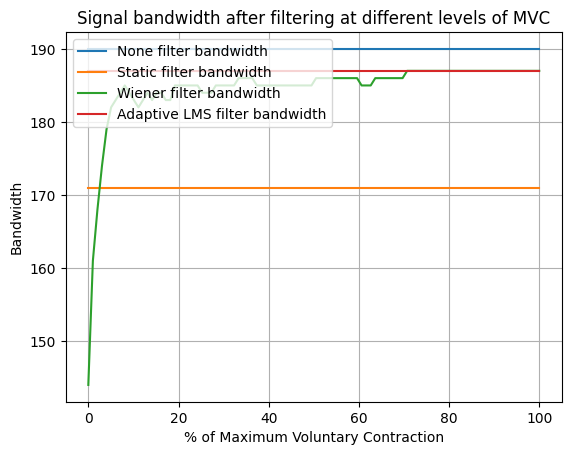 Signal bandwidth after filtering at different levels of MVC
190
180
170
160
150
Bandwidth
None filter bandwidth
Static filter bandwidth
Wiener filter bandwidth
Adaptive LMS filter bandwidth
0 20 40 60 80 100
% of Maximum Voluntary Contraction